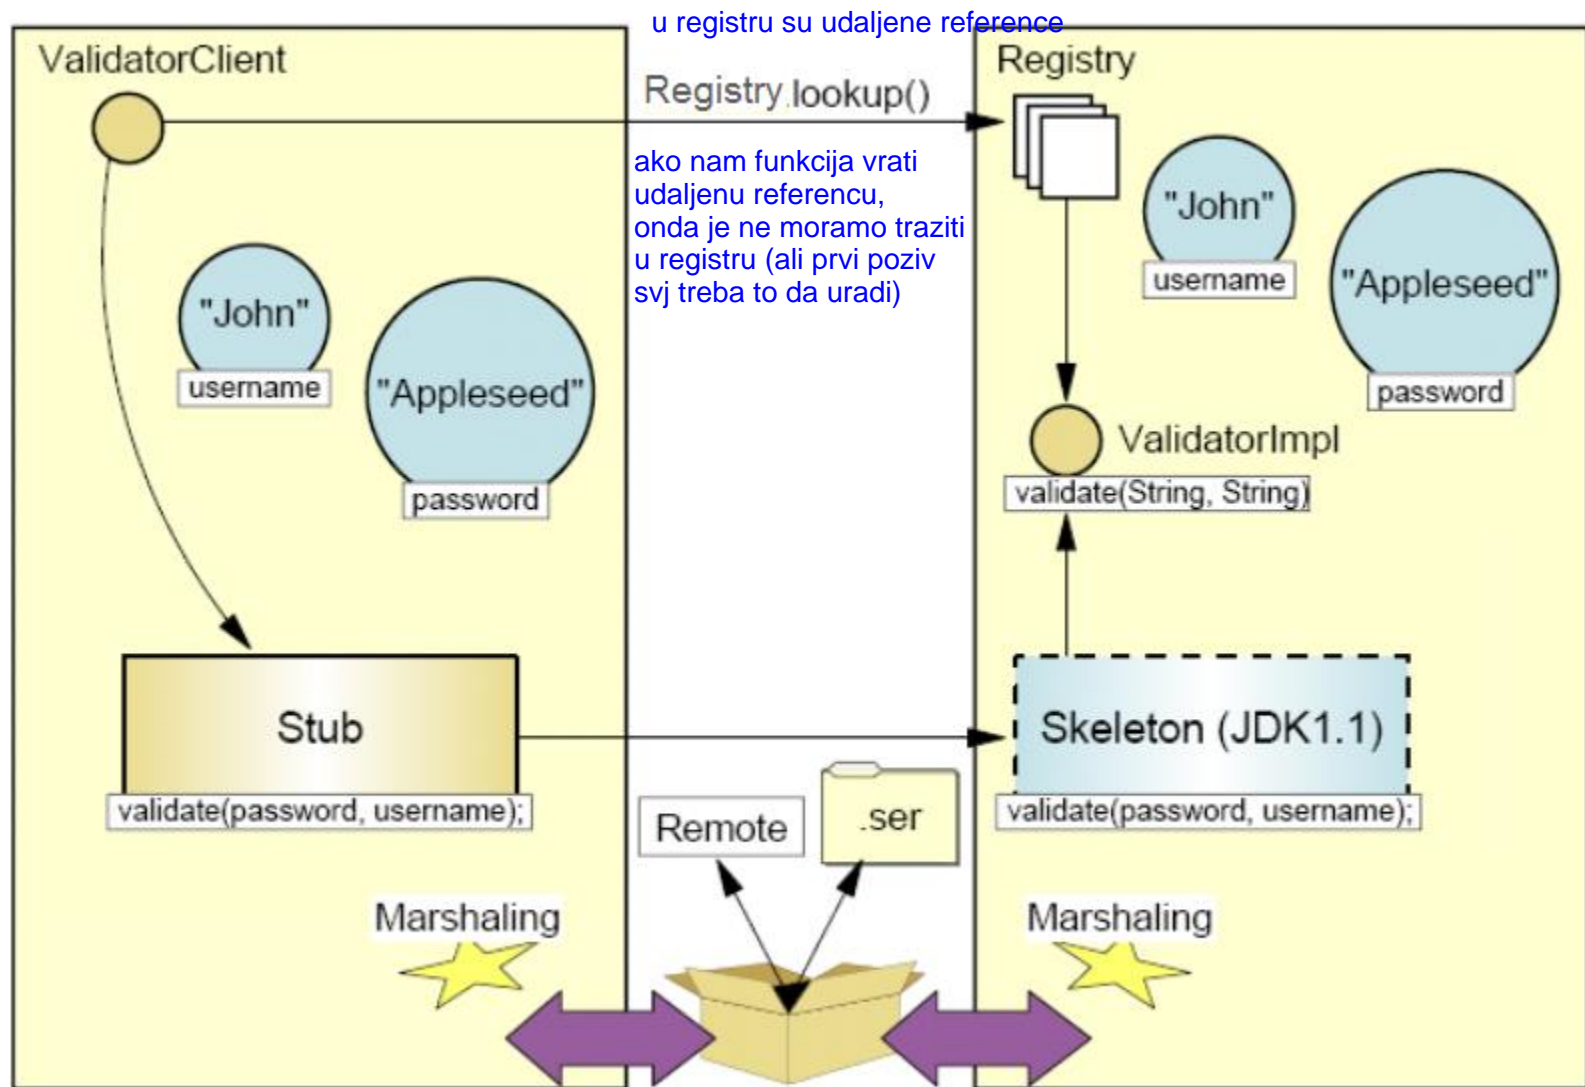 u registru su udaljene reference
ValidatorClient
Registry.lookup()
Registry
ako nam funkcija vrati
udaljenu referencu,
onda je ne moramo traziti
u registru (ali prvi poziv
svj treba to da uradi)
"John"
username
"Appleseed"
password
"John"
username
"Appleseed"
password
ValidatorImpl
validate(String, String)
Stub
validate(password, username);
Skeleton (JDK1.1)
validate(password, username);
Remote
.ser
Marshaling
Marshaling